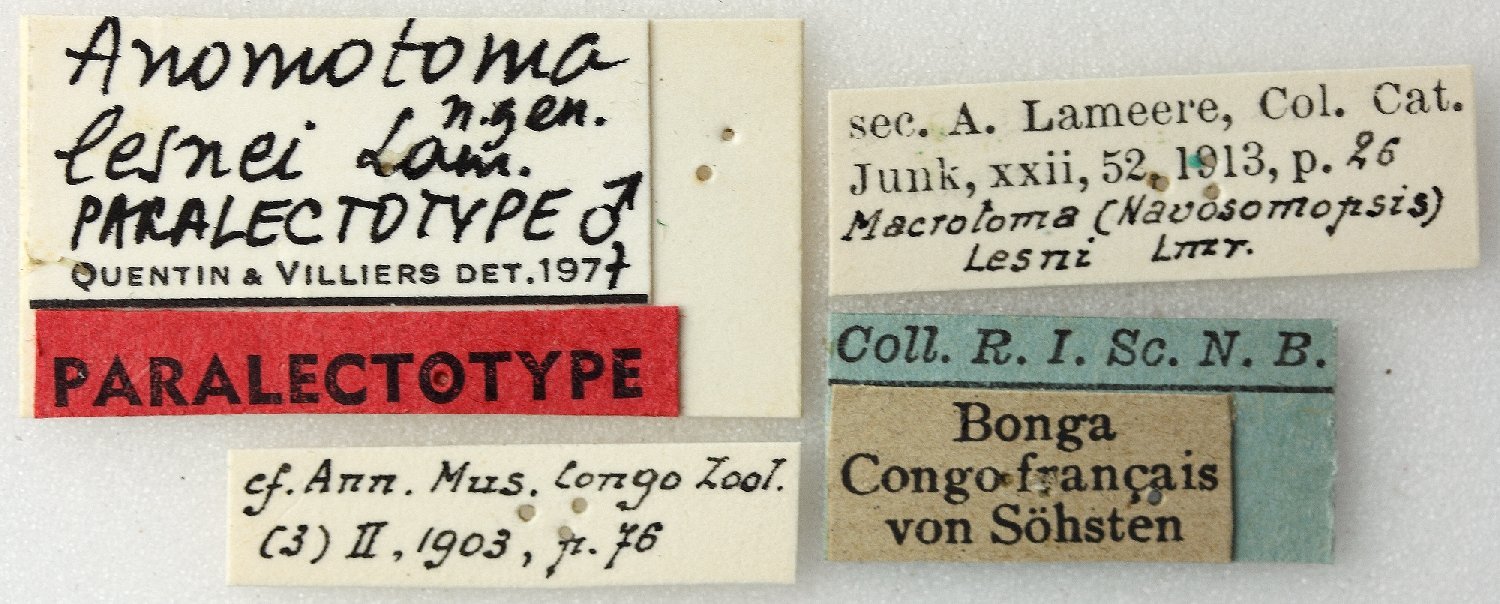 Anomotoma
n.gen.
lesnei Lam.
PARALECTOTYPE ♂
QUENTIN & VILLIERS DET.1977
PARALECTOTYPE
cf. Ann. Mus. Congo Zool.
(3) II, 1903, p. 76
sec. A. Lameere, Col. Cat.
Junk, xxii, 52, 1913, p. 26
Macrotoma (Navosomopsis)
Lesni Lmr.
Coll. R. I. Sc. N. B.
Bonga
Congo français
von Söhsten